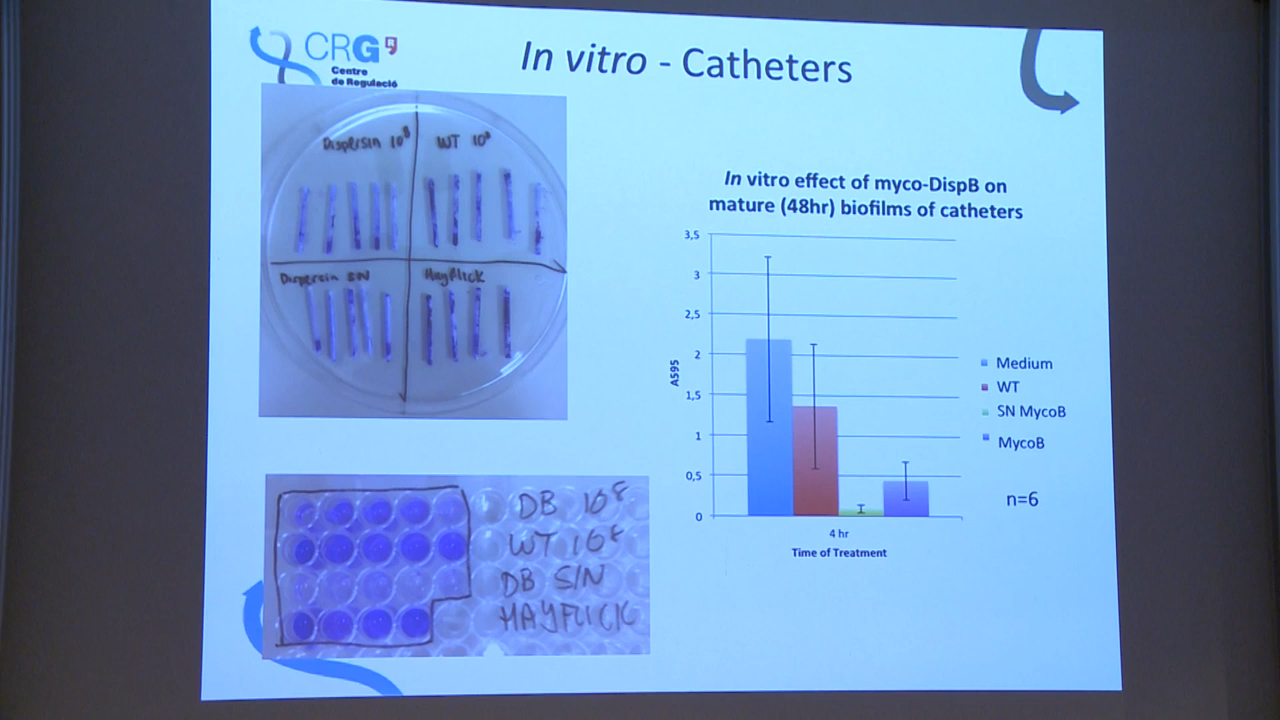 CRG
Centre
de Regulació
In vitro - Catheters
Dispersin 10⁸
WT 10⁸
Dispersin S/N
Hayflick
DB 10⁸
WT 10⁸
DB S/N
HAYFLICK
In vitro effect of myco-DispB on
mature (48hr) biofilms of catheters
3,5
3
2,5
2
1,5
1
0,5
0
A595
4 hr
Time of Treatment
Medium
WT
SN MycoB
MycoB
n=6